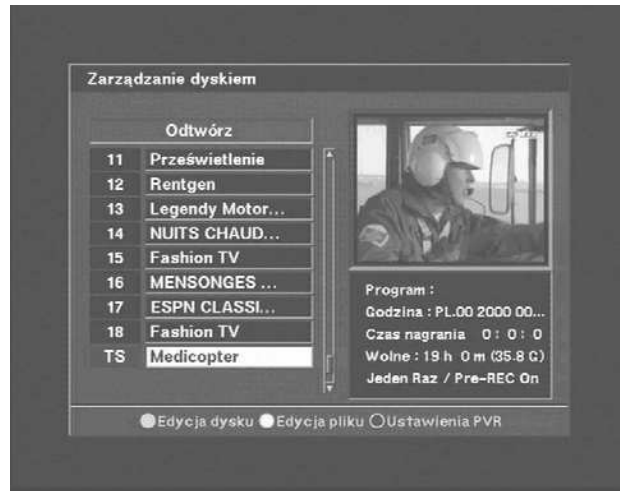 Zarządzanie dyskiem
Odtwórz
11 Prześwietlenie
12 Rentgen
13 Legendy Motor...
14 NUITS CHAUD...
15 Fashion TV
16 MENSONGES ...
17 ESPN CLASSI...
18 Fashion TV
TS Medicopter
Program :
Godzina : PL.00 2000 00...
Czas nagrania 0 : 0 : 0
Wolne : 19 h 0 m (35.8 G)
Jeden Raz / Pre-REC On
Edycja dysku Edycja pliku Ustawienia PVR